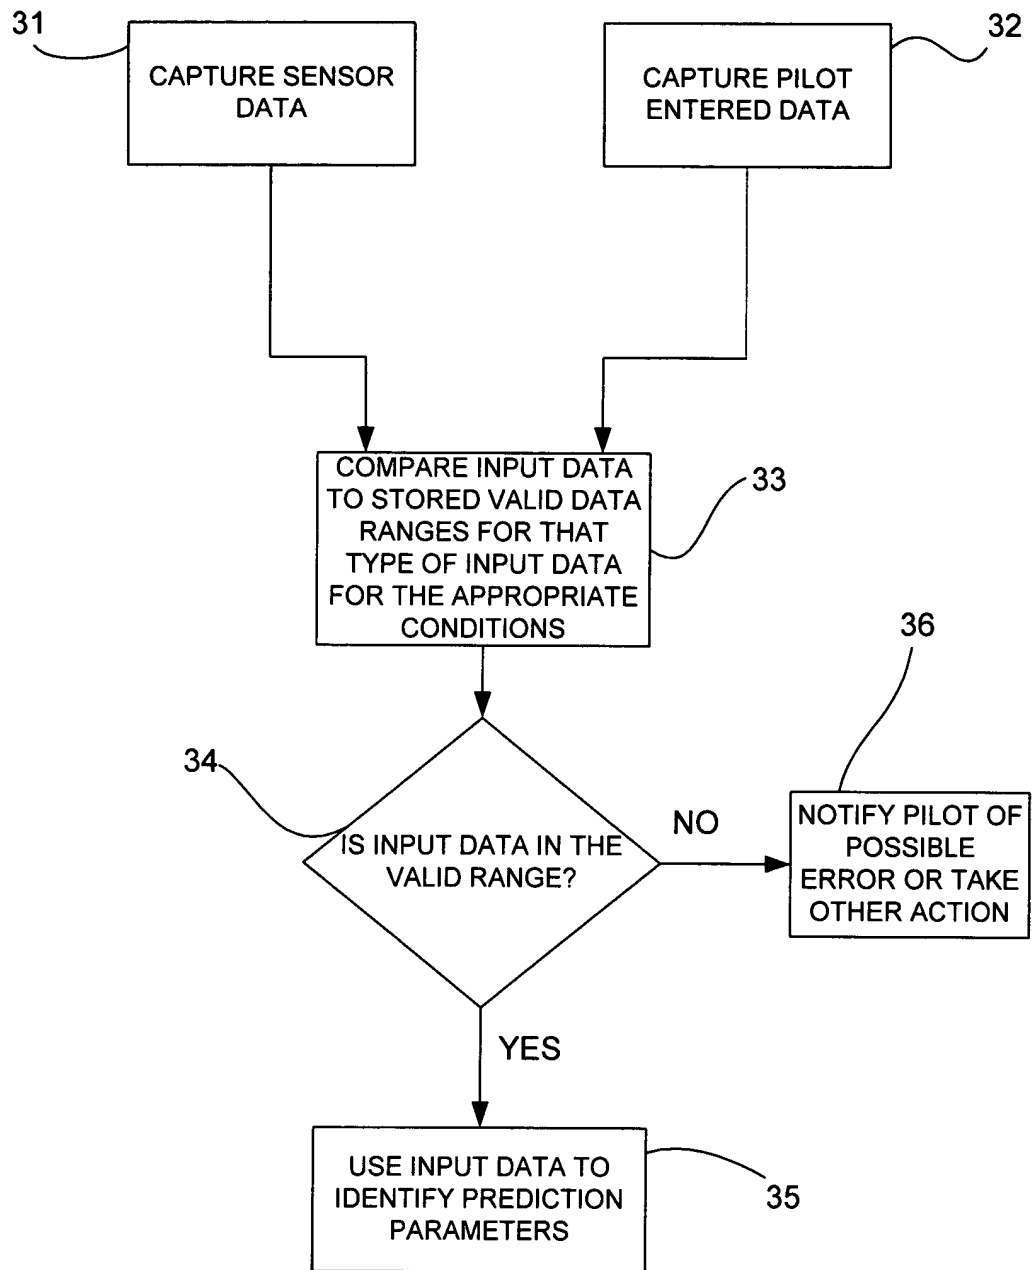 31
CAPTURE SENSOR
DATA
32
CAPTURE PILOT
ENTERED DATA
COMPARE INPUT DATA
TO STORED VALID DATA
RANGES FOR THAT
TYPE OF INPUT DATA
FOR THE APPROPRIATE
CONDITIONS
33
34
IS INPUT DATA IN THE
VALID RANGE?
NO
36
NOTIFY PILOT OF
POSSIBLE
ERROR OR TAKE
OTHER ACTION
YES
USE INPUT DATA TO
IDENTIFY PREDICTION
PARAMETERS
35